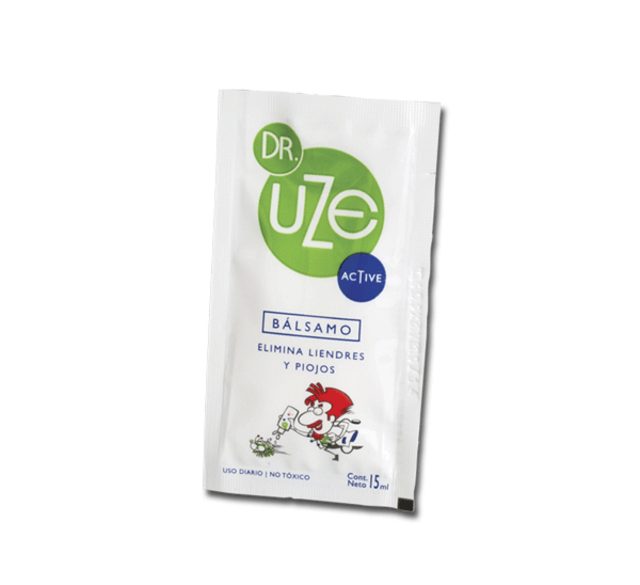 DR.
UZE
ACTIVE
BÁLSAMO
ELIMINA LIENDRES
Y PIOJOS
USO DIARIO | NO TÓXICO
Cont.
Neto 15ml